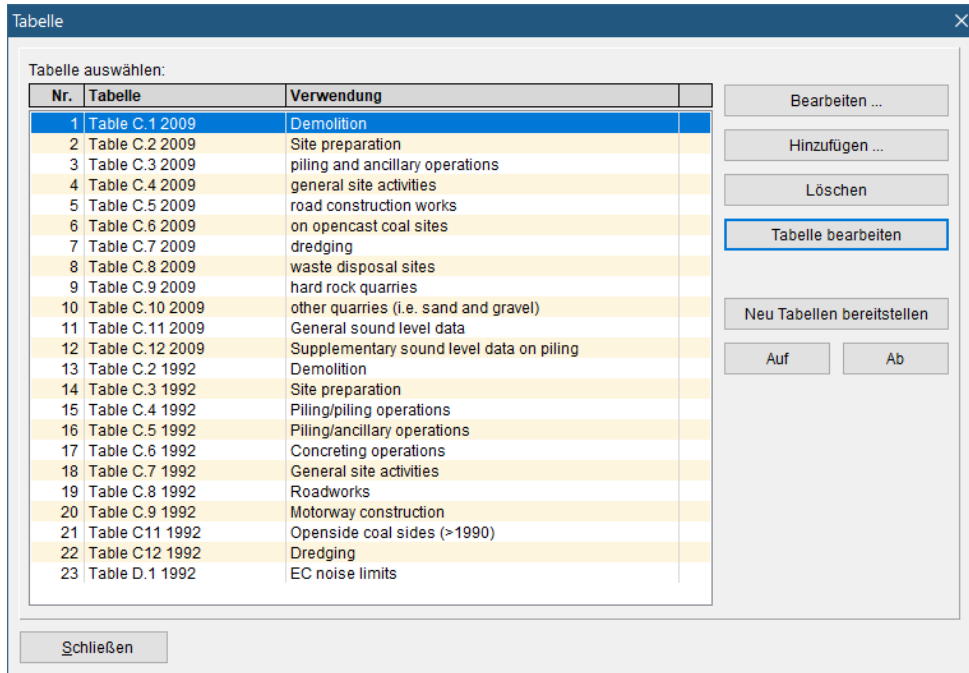 Tabelle
Tabelle auswählen:
Nr. Tabelle Verwendung
1 Table C.1 2009 Demolition
2 Table C.2 2009 Site preparation
3 Table C.3 2009 piling and ancillary operations
4 Table C.4 2009 general site activities
5 Table C.5 2009 road construction works
6 Table C.6 2009 on opencast coal sites
7 Table C.7 2009 dredging
8 Table C.8 2009 waste disposal sites
9 Table C.9 2009 hard rock quarries
10 Table C.10 2009 other quarries (i.e. sand and gravel)
11 Table C.11 2009 General sound level data
12 Table C.12 2009 Supplementary sound level data on piling
13 Table C.2 1992 Demolition
14 Table C.3 1992 Site preparation
15 Table C.4 1992 Piling/piling operations
16 Table C.5 1992 Piling/ancillary operations
17 Table C.6 1992 Concreting operations
18 Table C.7 1992 General site activities
19 Table C.8 1992 Roadworks
20 Table C.9 1992 Motorway construction
21 Table C11 1992 Openside coal sides (>1990)
22 Table C12 1992 Dredging
23 Table D.1 1992 EC noise limits
Bearbeiten ...
Hinzufügen ...
Löschen
Tabelle bearbeiten
Neu Tabellen bereitstellen
Auf Ab
Schließen